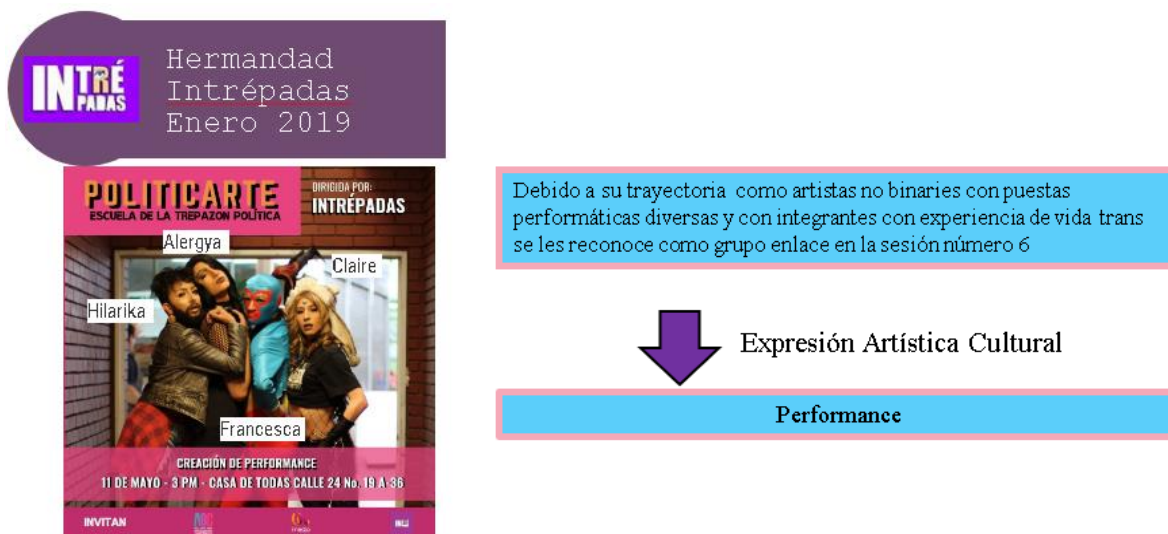 INTRÉ
PADAS
Hermandad
Intrépadas
Enero 2019
POLITICARTE
ESCUELA DE LA TREPAZON POLÍTICA
DIRIGIDA POR:
INTRÉPADAS
Alergya
Claire
Hilarika
Francesca
CREACIÓN DE PERFORMANCE
11 DE MAYO - 3 PM - CASA DE TODAS CALLE 24 No. 19 A-36
INVITAN
Debido a su trayectoria como artistas no binaries con puestas
performáticas diversas y con integrantes con experiencia de vida trans
se les reconoce como grupo enlace en la sesión número 6
Expresión Artística Cultural
Performance